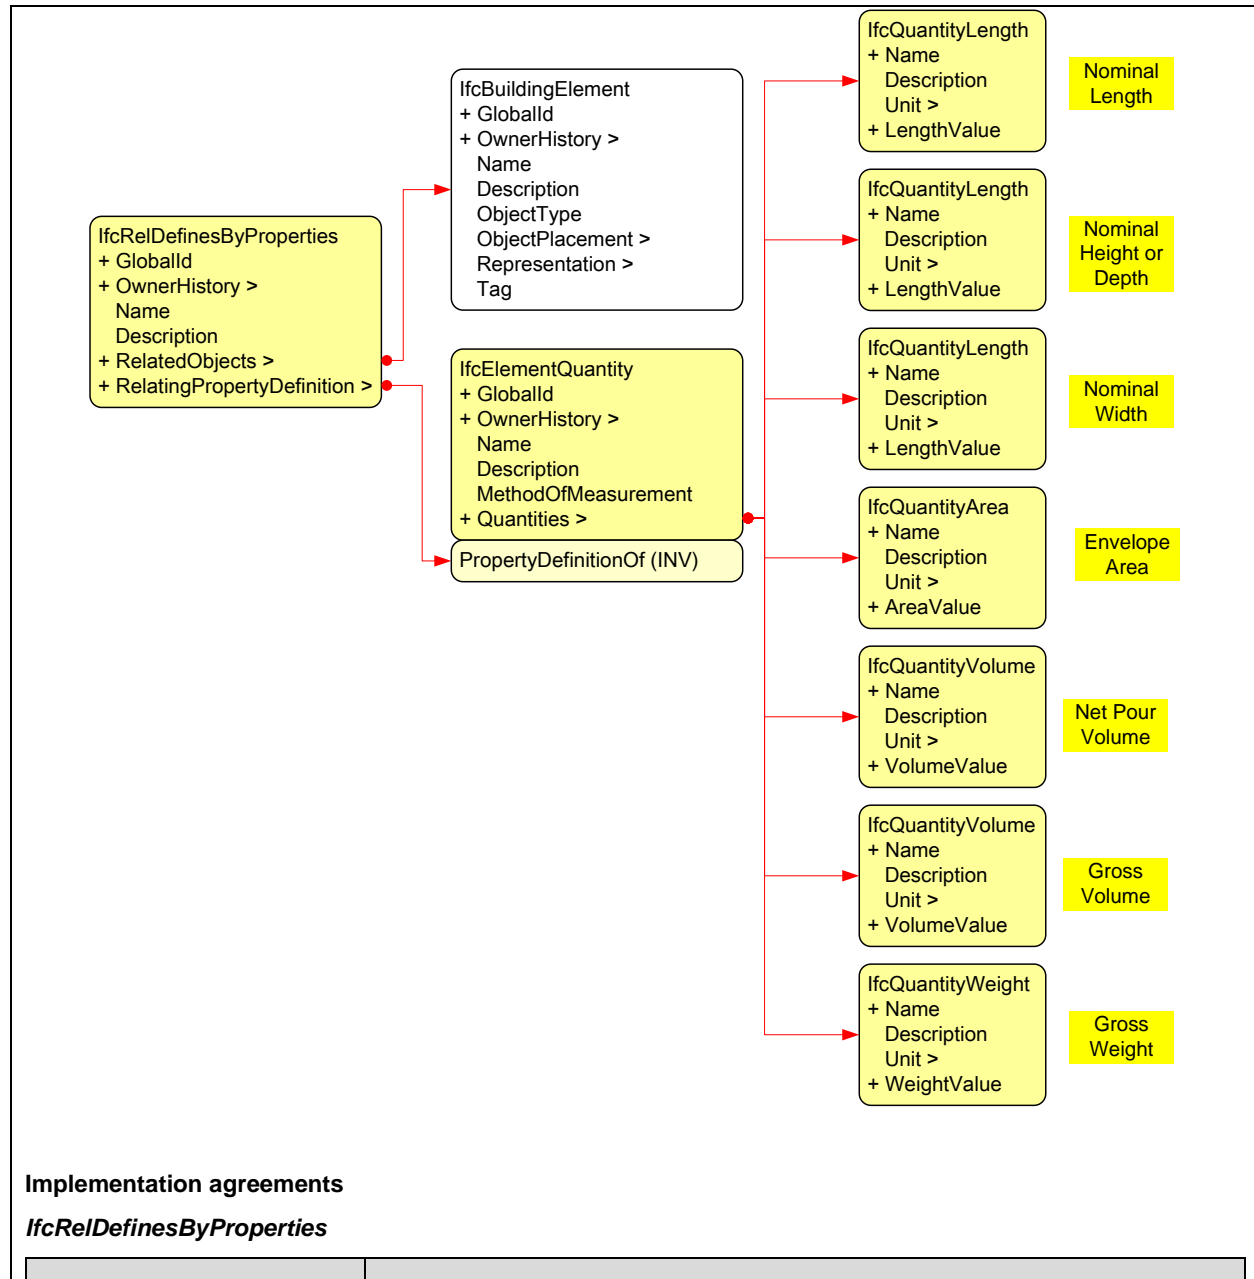 IfcRelDefinesByProperties
+ GlobalId
+ OwnerHistory >
Name
Description
+ RelatedObjects >
+ RelatingPropertyDefinition >
IfcBuildingElement
+ GlobalId
+ OwnerHistory >
Name
Description
ObjectType
ObjectPlacement >
Representation >
Tag
IfcElementQuantity
+ GlobalId
+ OwnerHistory >
Name
Description
MethodOfMeasurement
+ Quantities >
PropertyDefinitionOf (INV)
IfcQuantityLength
+ Name
Description
Unit >
+ LengthValue
Nominal
Length
IfcQuantityLength
+ Name
Description
Unit >
+ LengthValue
Nominal
Height or
Depth
IfcQuantityLength
+ Name
Description
Unit >
+ LengthValue
Nominal
Width
IfcQuantityArea
+ Name
Description
Unit >
+ AreaValue
Envelope
Area
IfcQuantityVolume
+ Name
Description
Unit >
+ VolumeValue
Net Pour
Volume
IfcQuantityVolume
+ Name
Description
Unit >
+ VolumeValue
Gross
Volume
IfcQuantityWeight
+ Name
Description
Unit >
+ WeightValue
Gross
Weight
Implementation agreements
IfcRelDefinesByProperties